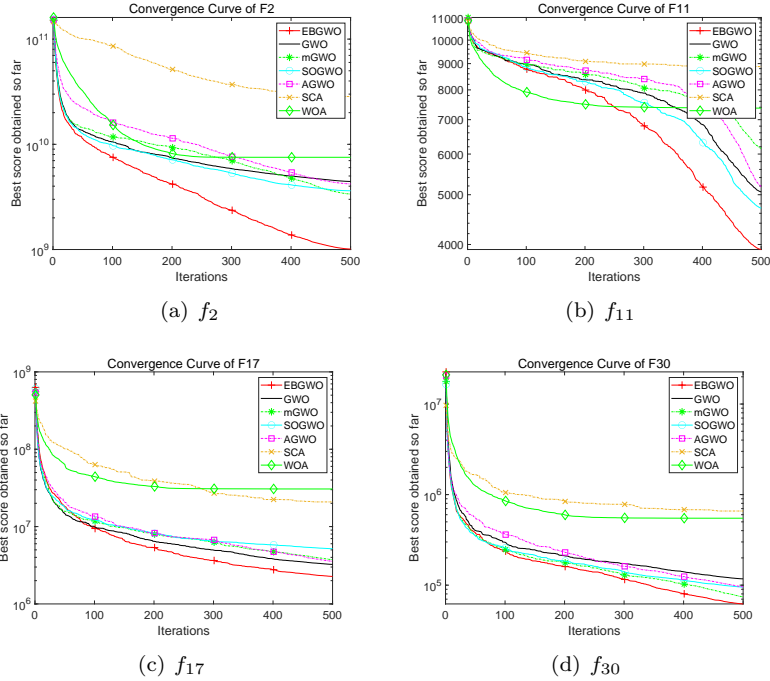 Convergence Curve of F2
Best score obtained so far
10^11
10^10
10^9
0 100 200 300 400 500
Iterations
EBGWO
GWO
mGWO
SOGWO
AGWO
SCA
WOA
(a) f_2
Convergence Curve of F11
Best score obtained so far
11000
10000
9000
8000
7000
6000
5000
4000
0 100 200 300 400 500
Iterations
EBGWO
GWO
mGWO
SOGWO
AGWO
SCA
WOA
(b) f_11
Convergence Curve of F17
Best score obtained so far
10^9
10^8
10^7
10^6
0 100 200 300 400 500
Iterations
EBGWO
GWO
mGWO
SOGWO
AGWO
SCA
WOA
(c) f_17
Convergence Curve of F30
Best score obtained so far
10^7
10^6
10^5
0 100 200 300 400 500
Iterations
EBGWO
GWO
mGWO
SOGWO
AGWO
SCA
WOA
(d) f_30